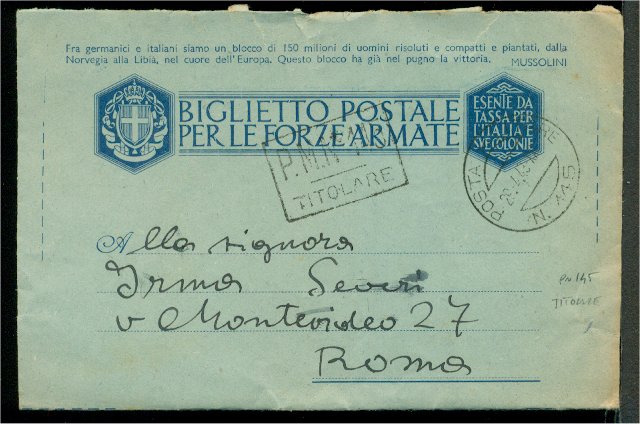 Fra germanici e italiani siamo un blocco di 150 milioni di uomini risoluti e compatti e piantati, dalla
Norvegia alla Libia, nel cuore dell'Europa. Questo blocco ha già nel pugno la vittoria. MUSSOLINI
BIGLIETTO POSTALE
PER LE FORZE ARMATE
ESENTE DA
TASSA PER
L'ITALIA E
SVE COLONIE
P.M. N.
TITOLARE
POSTA
N. 115
Alla signora
Irma Severi
v Montevideo 27
Roma
TITOLARE